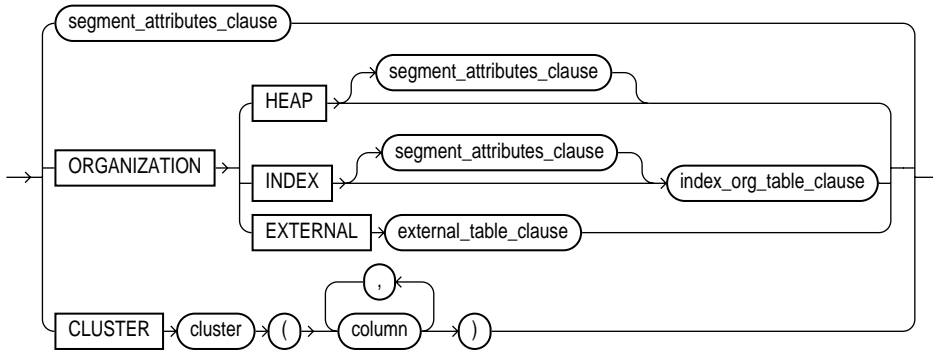 segment_attributes_clause
segment_attributes_clause
HEAP
segment_attributes_clause
ORGANIZATION
INDEX
index_org_table_clause
EXTERNAL external_table_clause
,
CLUSTER cluster ( column )